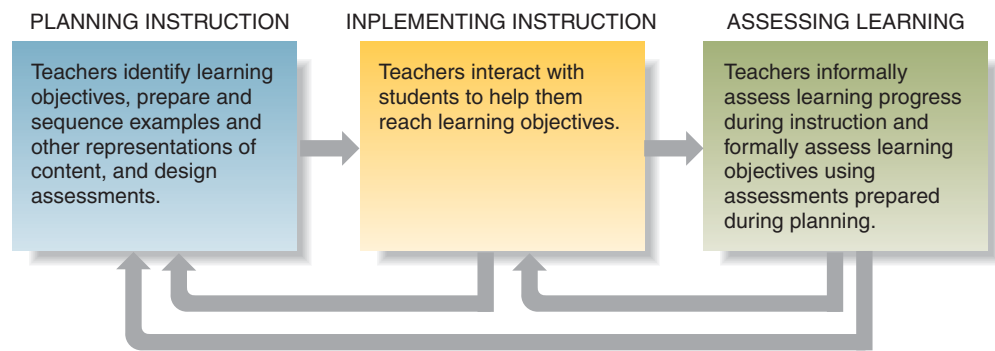 PLANNING INSTRUCTION
Teachers identify learning
objectives, prepare and
sequence examples and
other representations of
content, and design
assessments.
INPLEMENTING INSTRUCTION
Teachers interact with
students to help them
reach learning objectives.
ASSESSING LEARNING
Teachers informally
assess learning progress
during instruction and
formally assess learning
objectives using
assessments prepared
during planning.